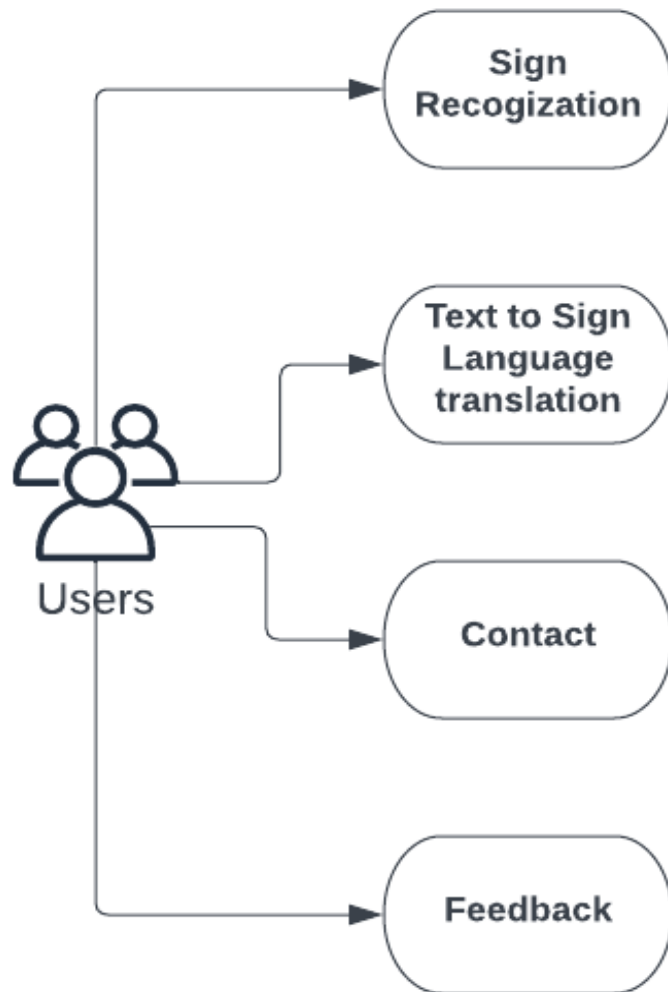 Sign
Recogization
Text to Sign
Language
translation
Users
Contact
Feedback